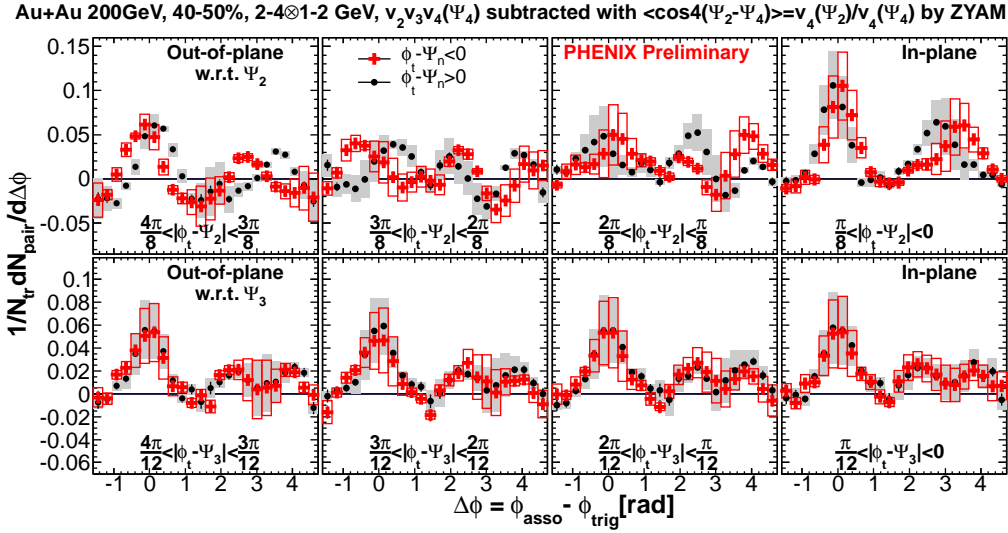 Au+Au 200GeV, 40-50%, 2-4⊗1-2 GeV, v₂v₃v₄(Ψ₂) subtracted with <cos4(Ψ₂-Ψ₄)>=v₄(Ψ₂)/v₄(Ψ₄) by ZYAM
Out-of-plane
w.r.t. Ψ₂
ϕₜ-Ψₙ<0
ϕₜ-Ψₙ>0
PHENIX Preliminary
In-plane
0.15
0.1
0.05
0
-0.05
4π/8<|ϕₜ-Ψ₂|<3π/8
3π/8<|ϕₜ-Ψ₂|<2π/8
2π/8<|ϕₜ-Ψ₂|<π/8
π/8<|ϕₜ-Ψ₂|<0
1/N_tr dN_pair/dΔϕ
Out-of-plane
w.r.t. Ψ₃
In-plane
0.1
0.08
0.06
0.04
0.02
0
-0.02
-0.04
-0.06
4π/12<|ϕₜ-Ψ₃|<3π/12
3π/12<|ϕₜ-Ψ₃|<2π/12
2π/12<|ϕₜ-Ψ₃|<π/12
π/12<|ϕₜ-Ψ₃|<0
-1 0 1 2 3 4 -1 0 1 2 3 4 -1 0 1 2 3 4 -1 0 1 2 3 4
Δϕ = ϕ_asso - ϕ_trig [rad]